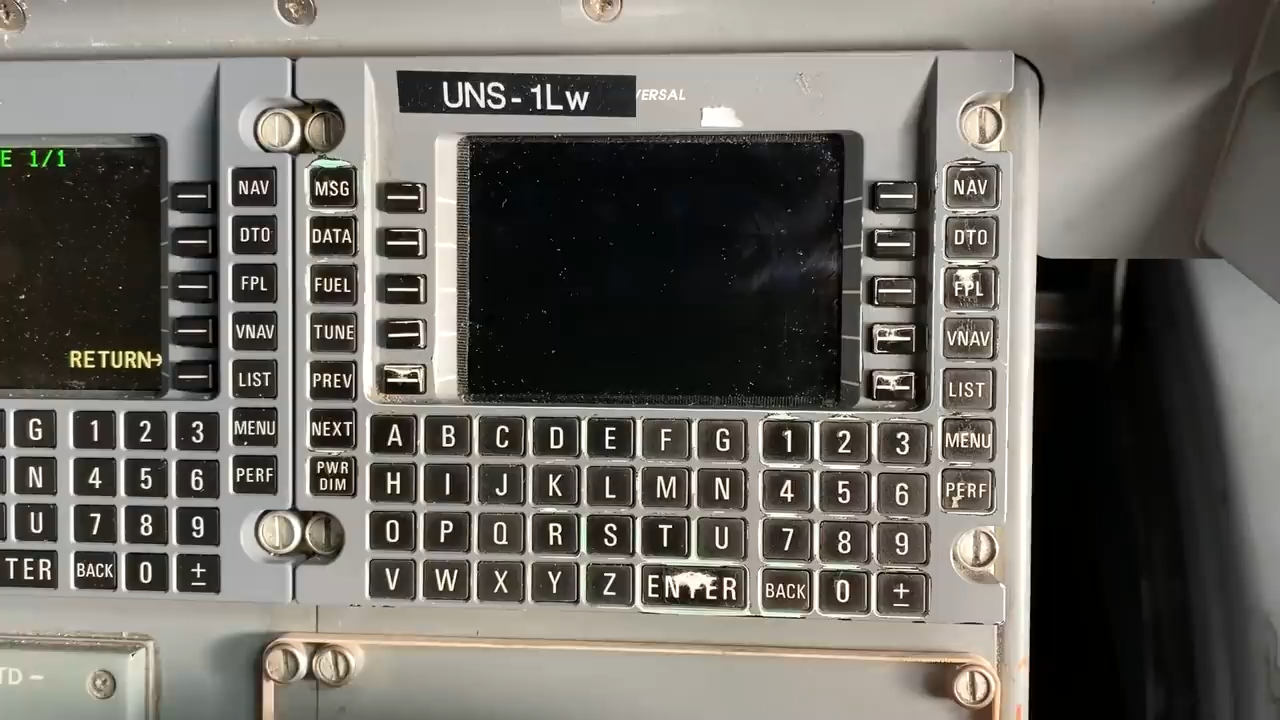 UNS-1Lw
VERSAL
E 1/1
RETURN→
NAV
DTO
FPL
VNAV
LIST
MENU
PERF
G 1 2 3
N 4 5 6
U 7 8 9
TER BACK 0 ±
MSG
DATA
FUEL
TUNE
PREV
NEXT
PWR
DIM
NAV
DTO
FPL
VNAV
LIST
MENU
PERF
A B C D E F G 1 2 3
H I J K L M N 4 5 6
O P Q R S T U 7 8 9
V W X Y Z ENTER BACK 0 ±
TD -